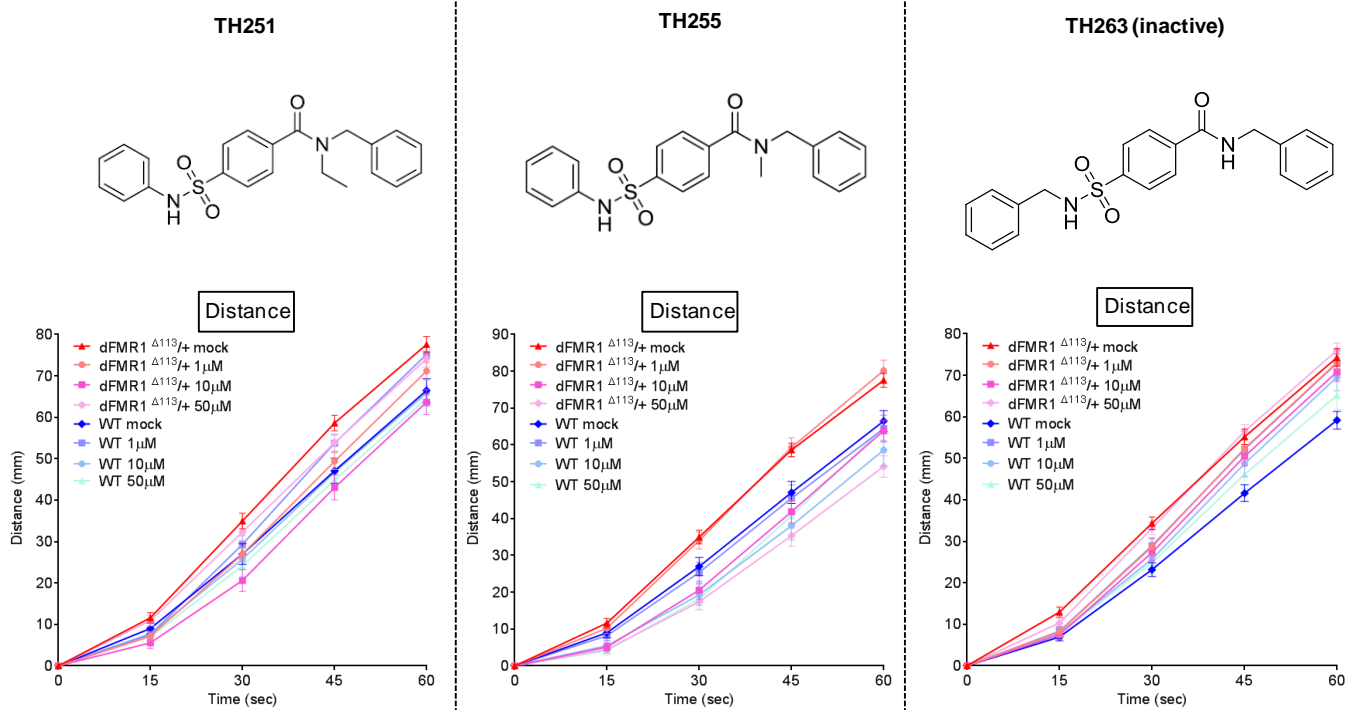 TH251
O
N
O
S
N
H
O
Distance
80
70
60
50
40
30
20
10
0
Distance (mm)
dFMR1 Δ113/+ mock
dFMR1 Δ113/+ 1μM
dFMR1 Δ113/+ 10μM
dFMR1 Δ113/+ 50μM
WT mock
WT 1μM
WT 10μM
WT 50μM
0 15 30 45 60
Time (sec)
TH255
O
N
O
S
N
H
O
Distance
90
80
70
60
50
40
30
20
10
0
Distance (mm)
dFMR1 Δ113/+ mock
dFMR1 Δ113/+ 1μM
dFMR1 Δ113/+ 10μM
dFMR1 Δ113/+ 50μM
WT mock
WT 1μM
WT 10μM
WT 50μM
0 15 30 45 60
Time (sec)
TH263 (inactive)
O
N
H
O
S
N
H
O
Distance
80
70
60
50
40
30
20
10
0
Distance (mm)
dFMR1 Δ113/+ mock
dFMR1 Δ113/+ 1μM
dFMR1 Δ113/+ 10μM
dFMR1 Δ113/+ 50μM
WT mock
WT 1μM
WT 10μM
WT 50μM
0 15 30 45 60
Time (sec)